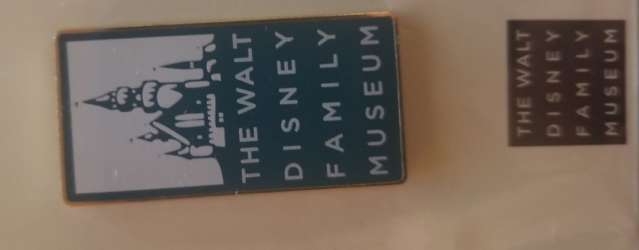 THE WALT
DISNEY
FAMILY
MUSEUM
THE WALT
DISNEY
FAMILY
MUSEUM